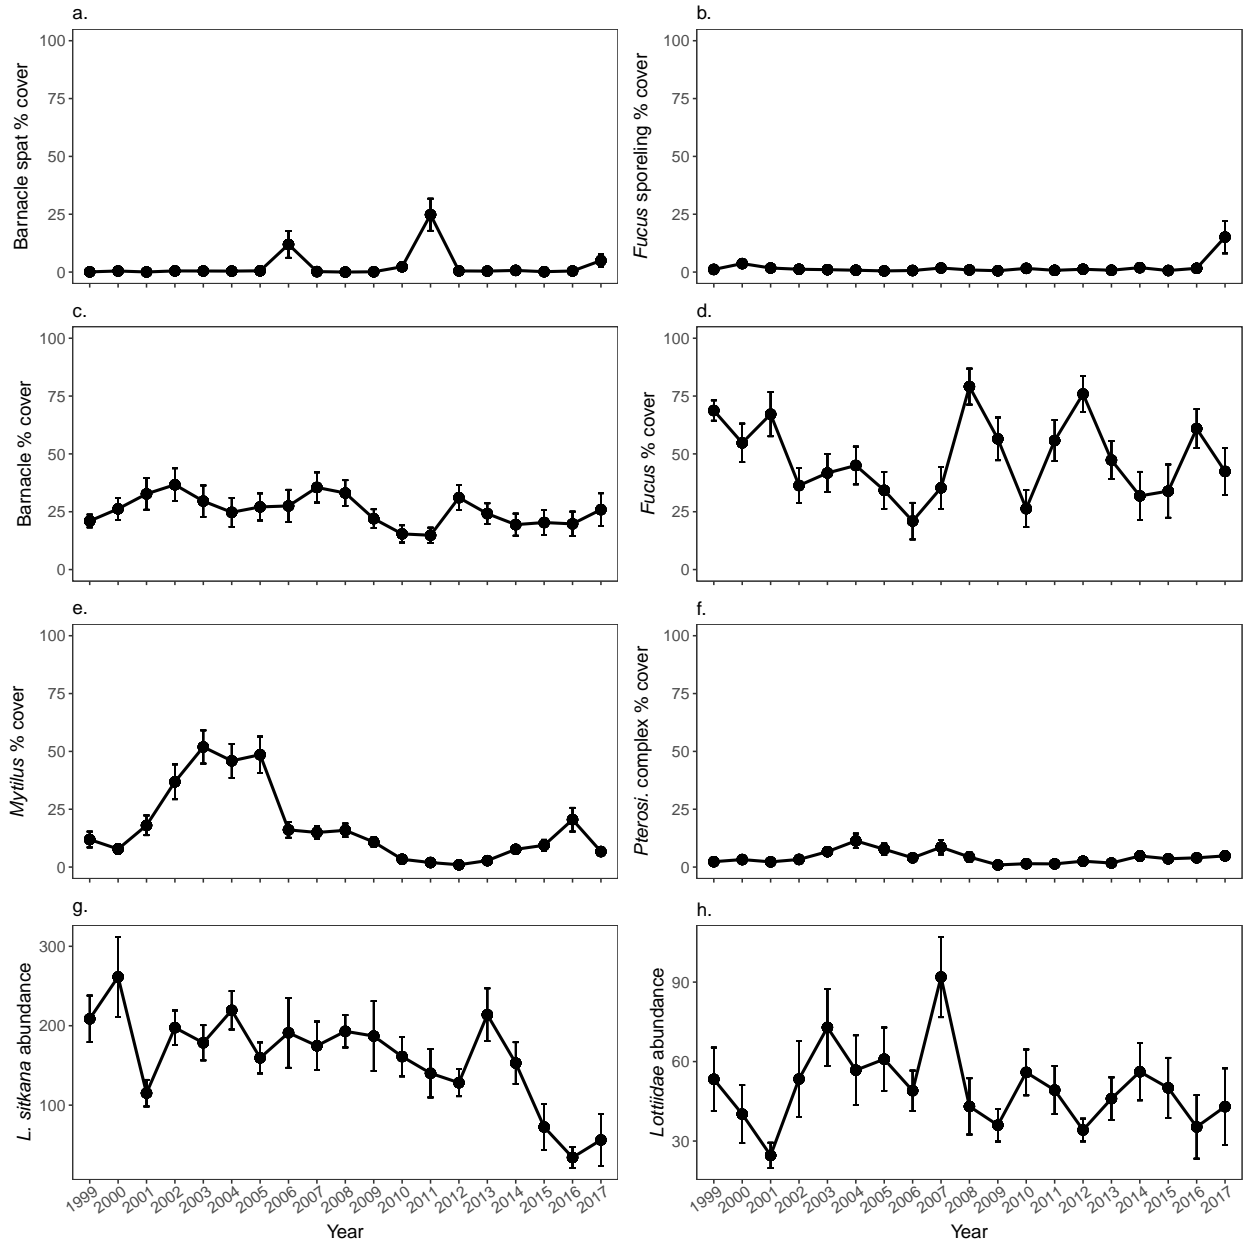 a.
Barnacle spat % cover
100
75
50
25
0
b.
Fucus sporeling % cover
100
75
50
25
0
c.
Barnacle % cover
100
75
50
25
0
d.
Fucus % cover
100
75
50
25
0
e.
Mytilus % cover
100
75
50
25
0
f.
Pterosi. complex % cover
100
75
50
25
0
g.
L. sitkana abundance
300
200
100
1999 2000 2001 2002 2003 2004 2005 2006 2007 2008 2009 2010 2011 2012 2013 2014 2015 2016 2017
Year
h.
Lottiidae abundance
90
60
30
1999 2000 2001 2002 2003 2004 2005 2006 2007 2008 2009 2010 2011 2012 2013 2014 2015 2016 2017
Year